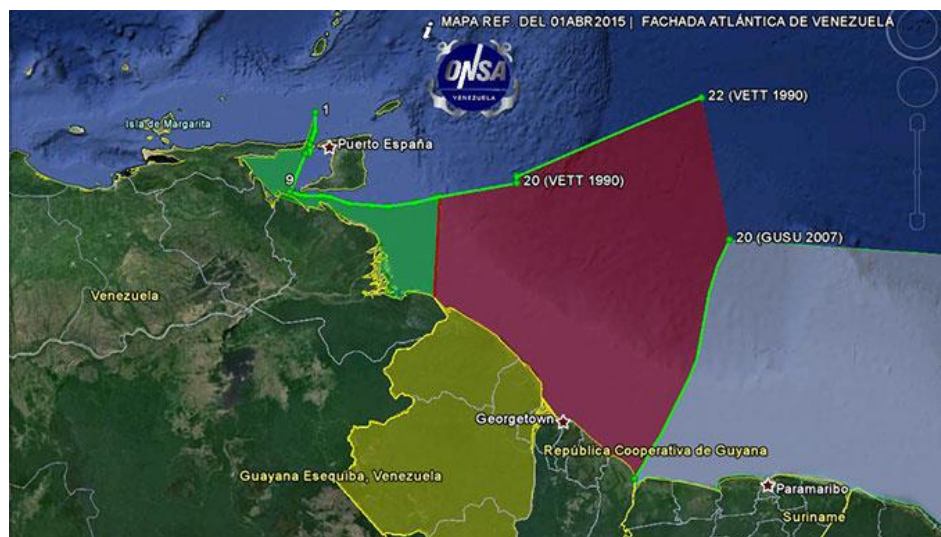 MAPA REF. DEL 01ABR2015 | FACHADA ATLÁNTICA DE VENEZUELA
i
ONSA
VENEZUELA
22 (VETT 1990)
1
Isla de Margarita
Puerto España
9
20 (VETT 1990)
20 (GUSU 2007)
Venezuela
Georgetown
República Cooperativa de Guyana
Guayana Esequiba, Venezuela
Paramaribo
Suriname